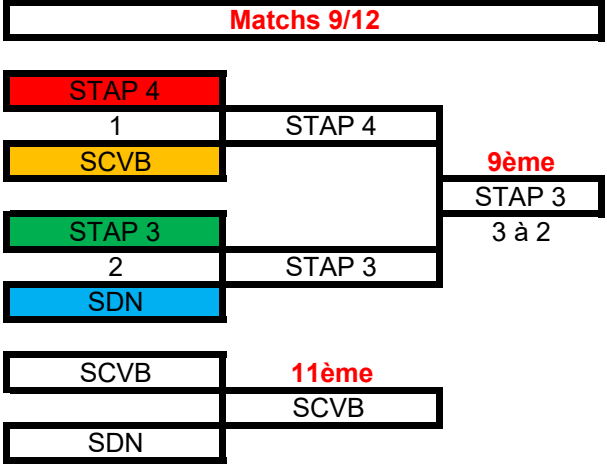 Matchs 9/12
STAP 4
1
STAP 4
SCVB
9ème
STAP 3
STAP 3
3 à 2
2
STAP 3
SDN
SCVB
11ème
SCVB
SDN